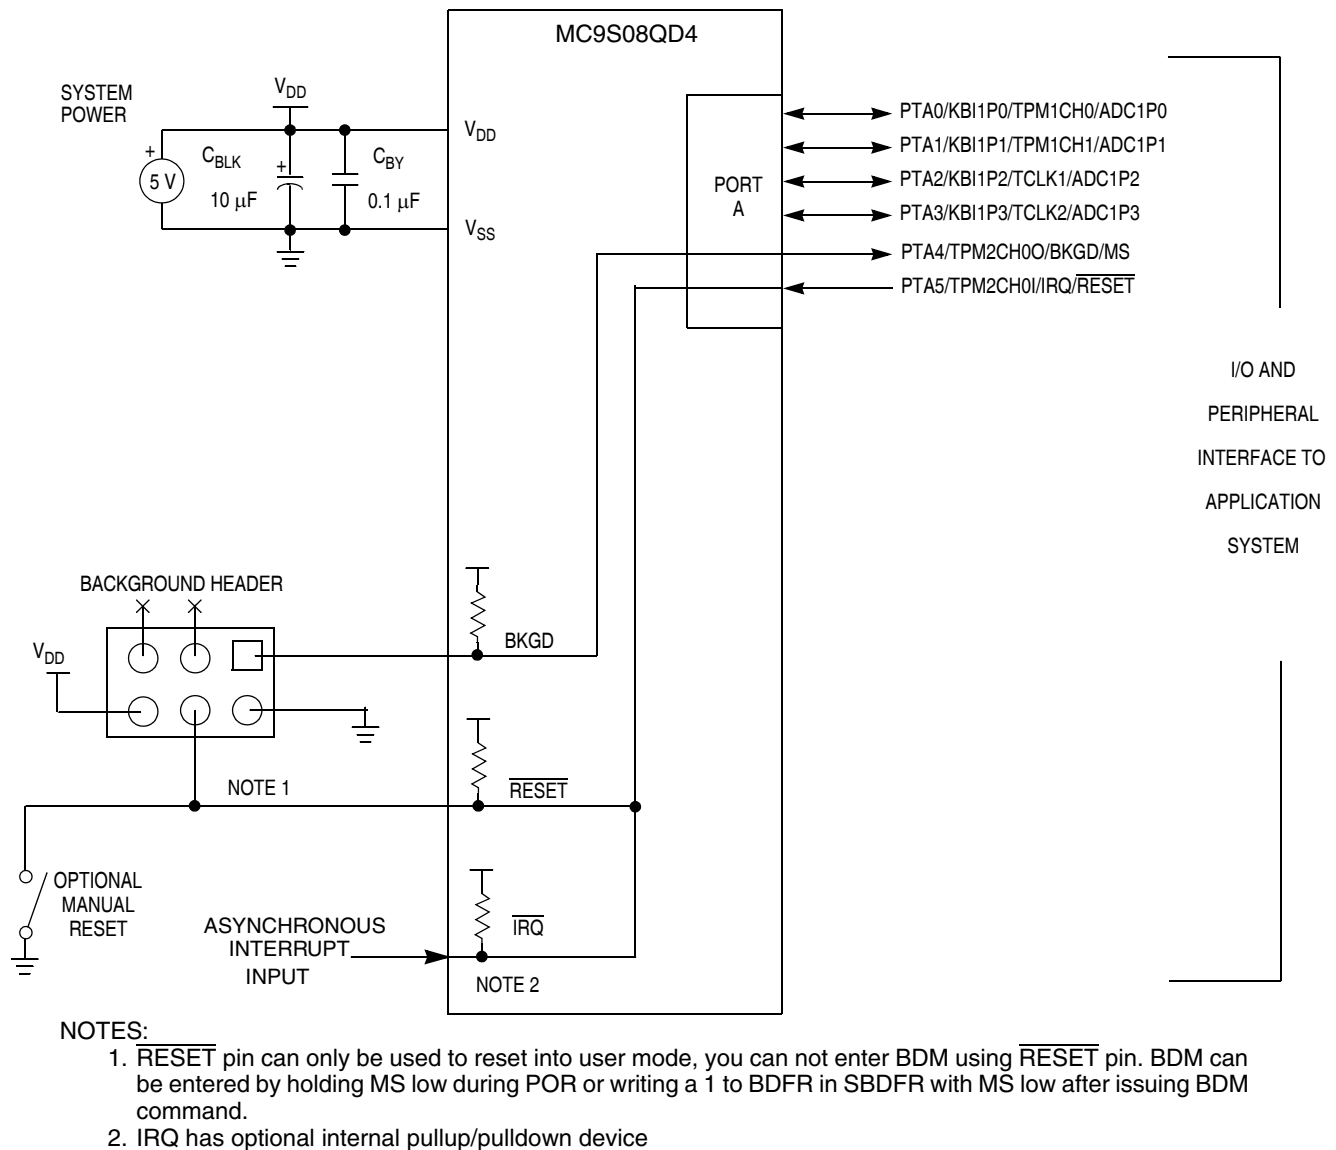 MC9S08QD4
SYSTEM
POWER
VDD
VDD
+
5 V
CBLK
+
10 μF
CBY
0.1 μF
VSS
PORT
A
PTA0/KBI1P0/TPM1CH0/ADC1P0
PTA1/KBI1P1/TPM1CH1/ADC1P1
PTA2/KBI1P2/TCLK1/ADC1P2
PTA3/KBI1P3/TCLK2/ADC1P3
PTA4/TPM2CH0O/BKGD/MS
PTA5/TPM2CH0I/IRQ/RESET
I/O AND
PERIPHERAL
INTERFACE TO
APPLICATION
SYSTEM
BACKGROUND HEADER
VDD
BKGD
NOTE 1
RESET
OPTIONAL
MANUAL
RESET
ASYNCHRONOUS
INTERRUPT
INPUT
IRQ
NOTE 2
NOTES:
1. RESET pin can only be used to reset into user mode, you can not enter BDM using RESET pin. BDM can
be entered by holding MS low during POR or writing a 1 to BDFR in SBDFR with MS low after issuing BDM
command.
2. IRQ has optional internal pullup/pulldown device